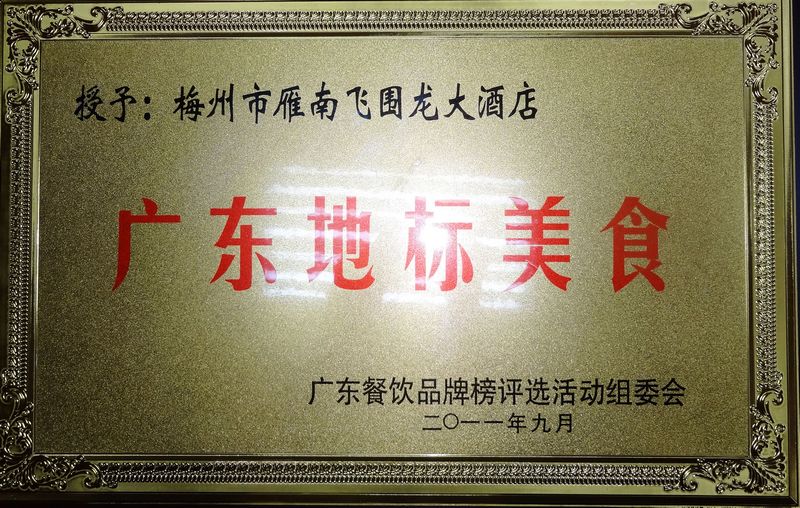 授予：梅州市雁南飞围龙大酒店
广东地标美食
广东餐饮品牌榜评选活动组委会
二〇一一年九月